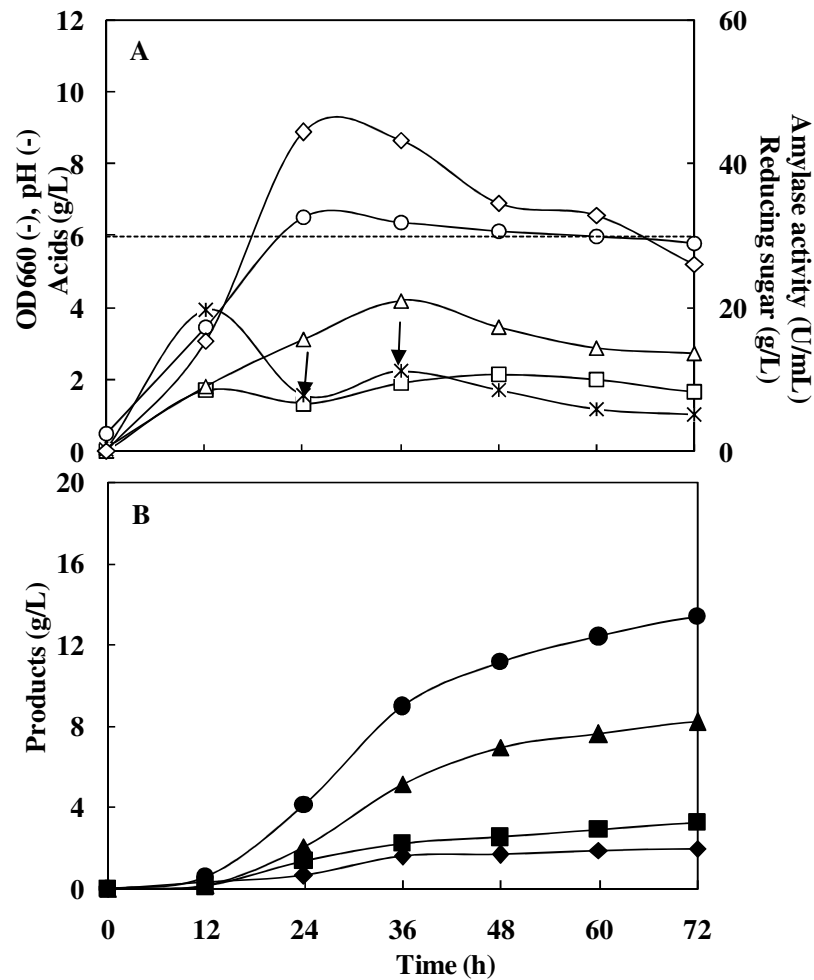 A
12
10
8
6
4
2
0
OD660 (-), pH (-)
Acids (g/L)
60
40
20
0
Amylase activity (U/mL)
Reducing sugar (g/L)
B
20
16
12
8
4
0
Products (g/L)
0 12 24 36 48 60 72
Time (h)